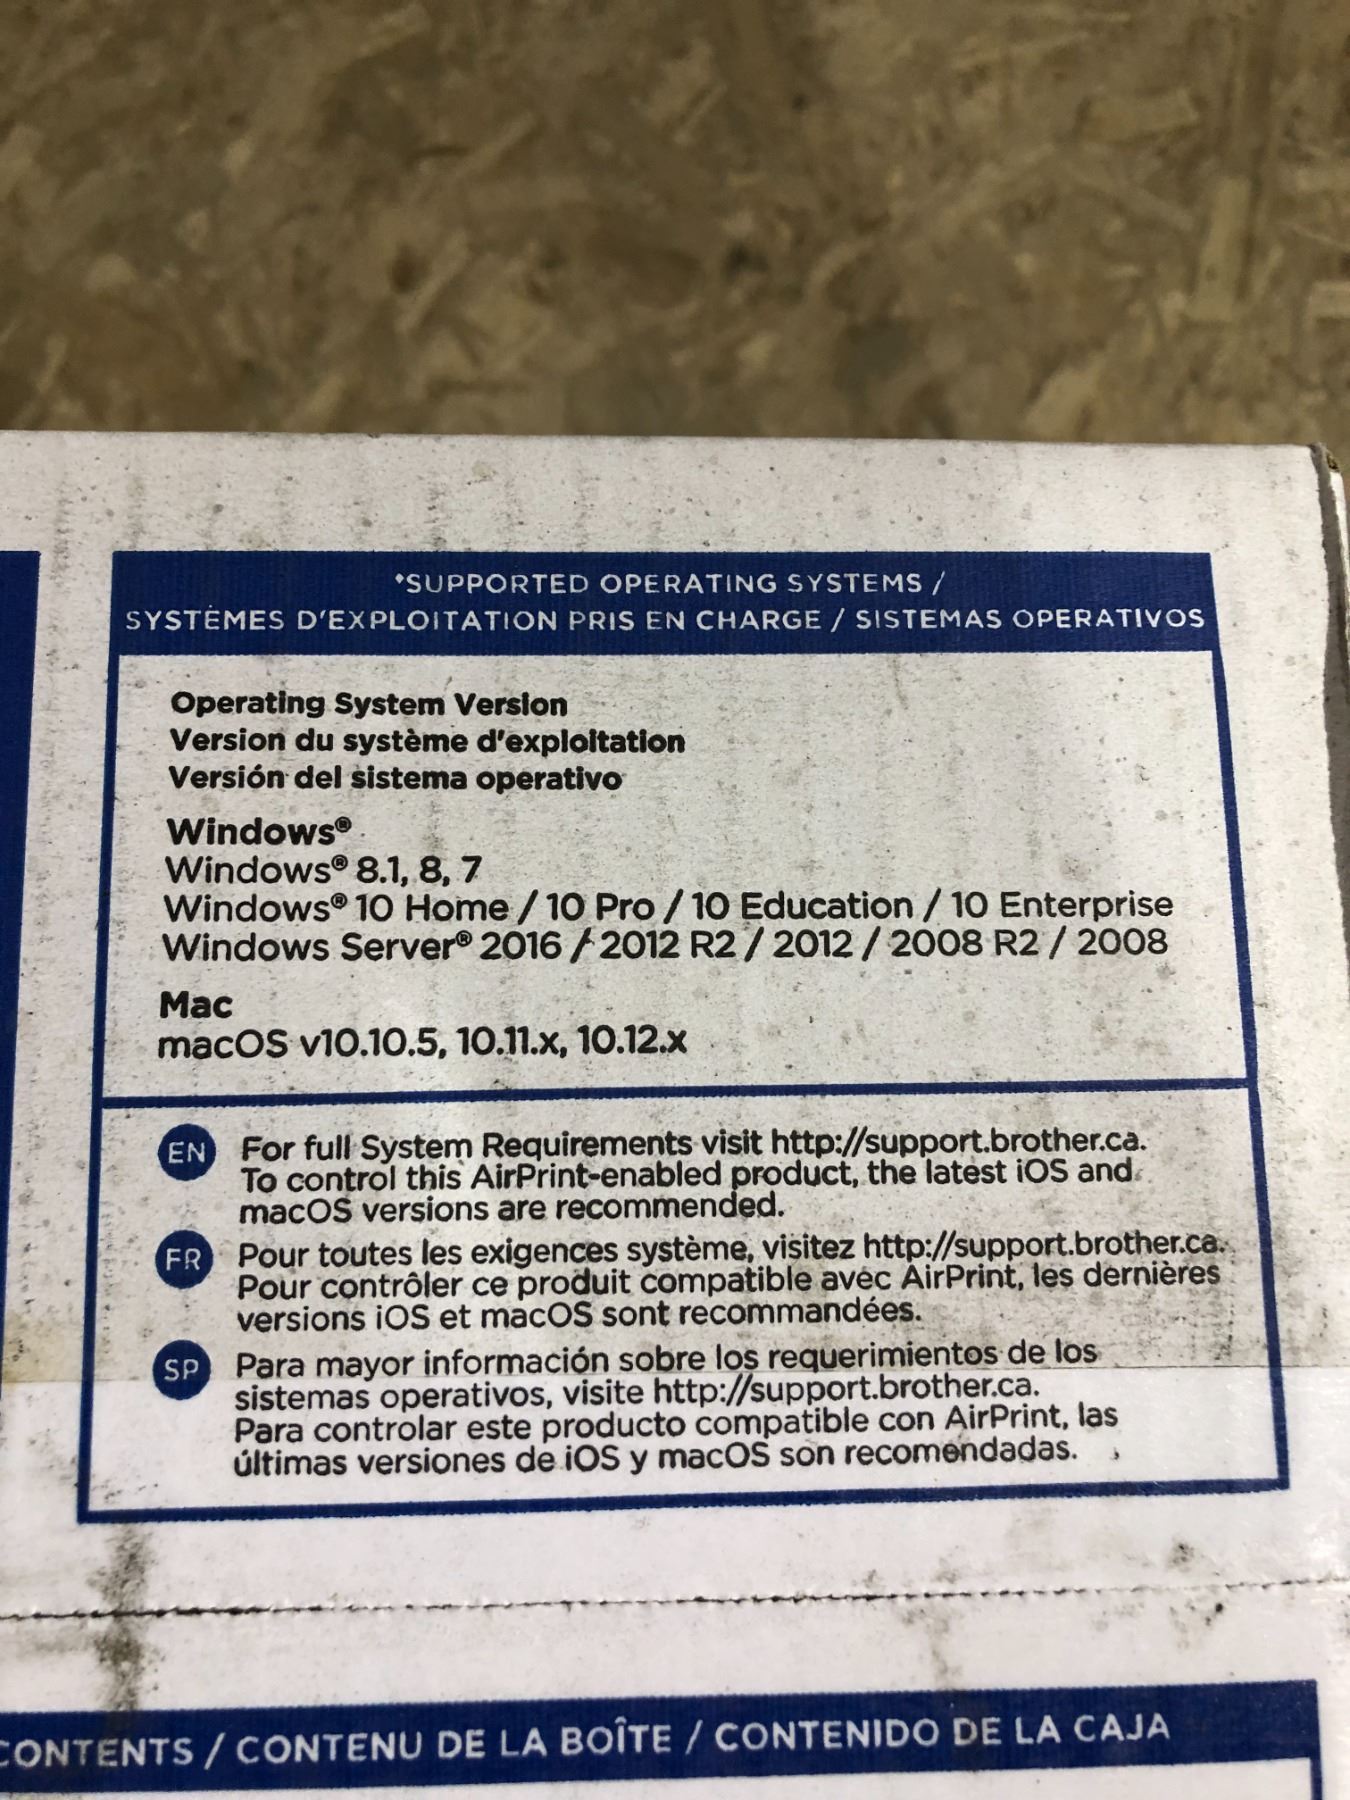 *SUPPORTED OPERATING SYSTEMS /
SYSTÈMES D'EXPLOITATION PRIS EN CHARGE / SISTEMAS OPERATIVOS
Operating System Version
Version du système d'exploitation
Versión del sistema operativo
Windows®
Windows® 8.1, 8, 7
Windows® 10 Home / 10 Pro / 10 Education / 10 Enterprise
Windows Server® 2016 / 2012 R2 / 2012 / 2008 R2 / 2008
Mac
macOS v10.10.5, 10.11.x, 10.12.x
EN For full System Requirements visit http://support.brother.ca.
To control this AirPrint-enabled product, the latest iOS and
macOS versions are recommended.
FR Pour toutes les exigences système, visitez http://support.brother.ca.
Pour contrôler ce produit compatible avec AirPrint, les dernières
versions iOS et macOS sont recommandées.
SP Para mayor información sobre los requerimientos de los
sistemas operativos, visite http://support.brother.ca.
Para controlar este producto compatible con AirPrint, las
últimas versiones de iOS y macOS son recomendadas.
CONTENTS / CONTENU DE LA BOÎTE / CONTENIDO DE LA CAJA